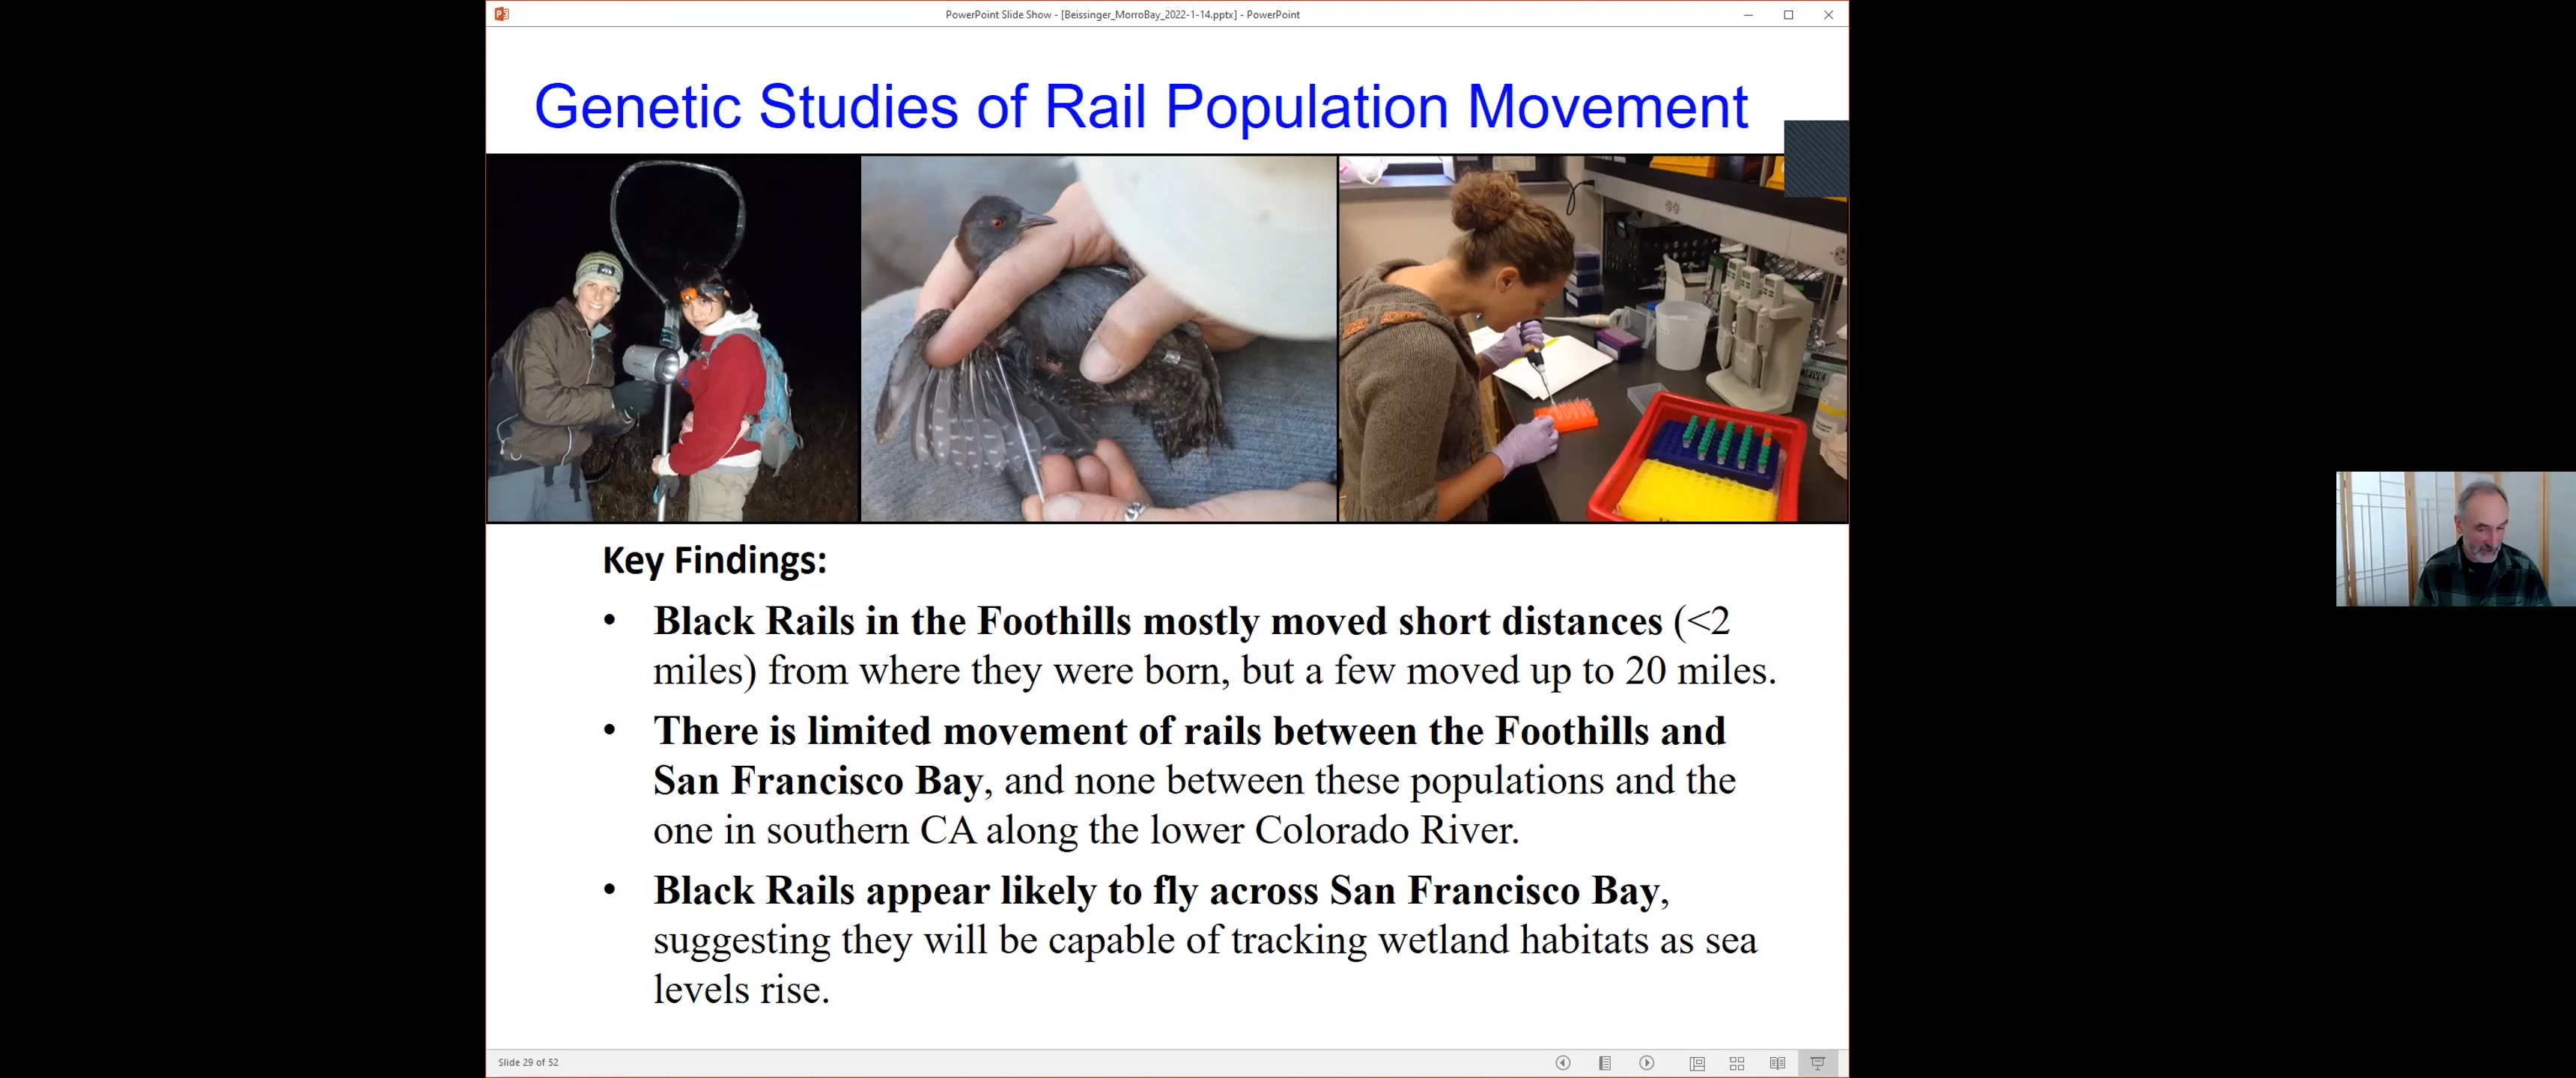 PowerPoint Slide Show - [Beissinger_MorroBay_2022-1-14.pptx] - PowerPoint
Genetic Studies of Rail Population Movement
Key Findings:
• Black Rails in the Foothills mostly moved short distances (<2
miles) from where they were born, but a few moved up to 20 miles.
• There is limited movement of rails between the Foothills and
San Francisco Bay, and none between these populations and the
one in southern CA along the lower Colorado River.
• Black Rails appear likely to fly across San Francisco Bay,
suggesting they will be capable of tracking wetland habitats as sea
levels rise.
Slide 29 of 52